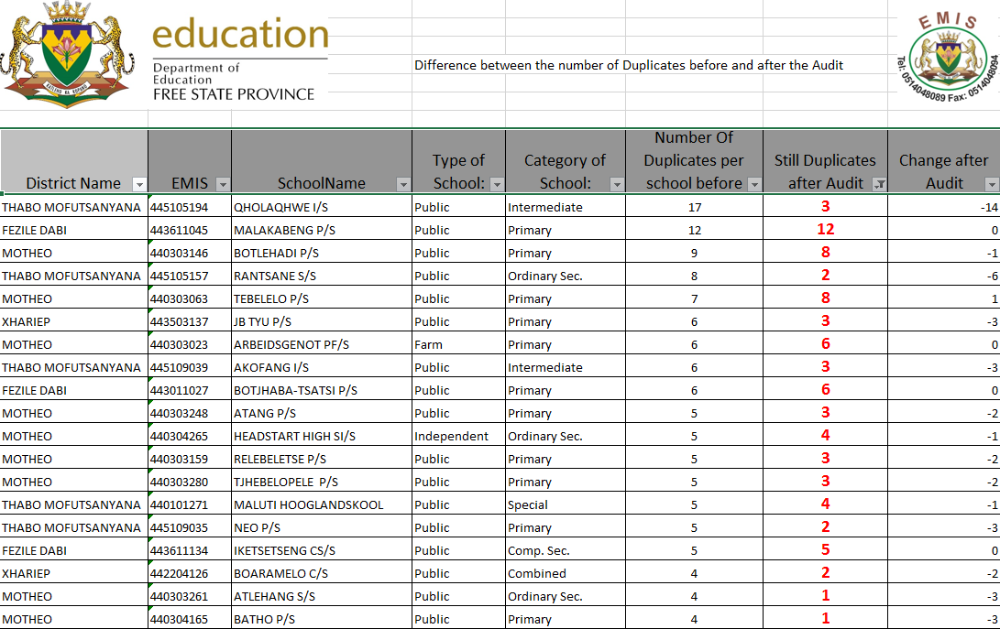 education
Department of
Education
FREE STATE PROVINCE
Difference between the number of Duplicates before and after the Audit
EMIS
Tel: 0514048089 Fax: 0514048094
District Name EMIS SchoolName Type of School: Category of School: Number Of Duplicates per school before Still Duplicates after Audit Change after Audit
THABO MOFUTSANYANA 445105194 QHOLAQHWE I/S Public Intermediate 17 3 -14
FEZILE DABI 443611045 MALAKABENG P/S Public Primary 12 12 0
MOTHEO 440303146 BOTLEHADI P/S Public Primary 9 8 -1
THABO MOFUTSANYANA 445105157 RANTSANE S/S Public Ordinary Sec. 8 2 -6
MOTHEO 440303063 TEBELELO P/S Public Primary 7 8 1
XHARIEP 443503137 JB TYU P/S Public Primary 6 3 -3
MOTHEO 440303023 ARBEIDSGENOT PF/S Farm Primary 6 6 0
THABO MOFUTSANYANA 445109039 AKOFANG I/S Public Intermediate 6 3 -3
FEZILE DABI 443011027 BOTJHABA-TSATSI P/S Public Primary 6 6 0
MOTHEO 440303248 ATANG P/S Public Primary 5 3 -2
MOTHEO 440304265 HEADSTART HIGH SI/S Independent Ordinary Sec. 5 4 -1
MOTHEO 440303159 RELEBELETSE P/S Public Primary 5 3 -2
MOTHEO 440303280 TJHEBELOPELE  P/S Public Primary 5 3 -2
THABO MOFUTSANYANA 440101271 MALUTI HOOGLANDSKOOL Public Special 5 4 -1
THABO MOFUTSANYANA 445109035 NEO P/S Public Primary 5 2 -3
FEZILE DABI 443611134 IKETSETSENG CS/S Public Comp. Sec. 5 5 0
XHARIEP 442204126 BOARAMELO C/S Public Combined 4 2 -2
MOTHEO 440303261 ATLEHANG S/S Public Ordinary Sec. 4 1 -3
MOTHEO 440304165 BATHO P/S Public Primary 4 1 -3